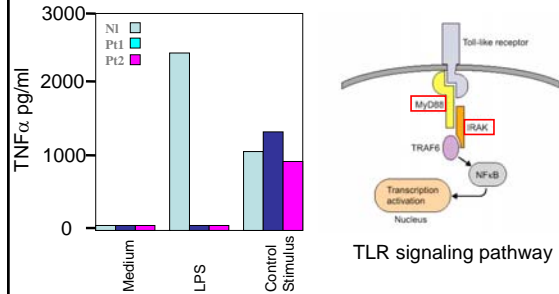 TNFα pg/ml
3000
2000
1000
0
Nl
Pt1
Pt2
Medium
LPS
Control
Stimulus
Toll-like receptor
MyD88
IRAK
TRAF6
NFκB
Transcription
activation
Nucleus
TLR signaling pathway